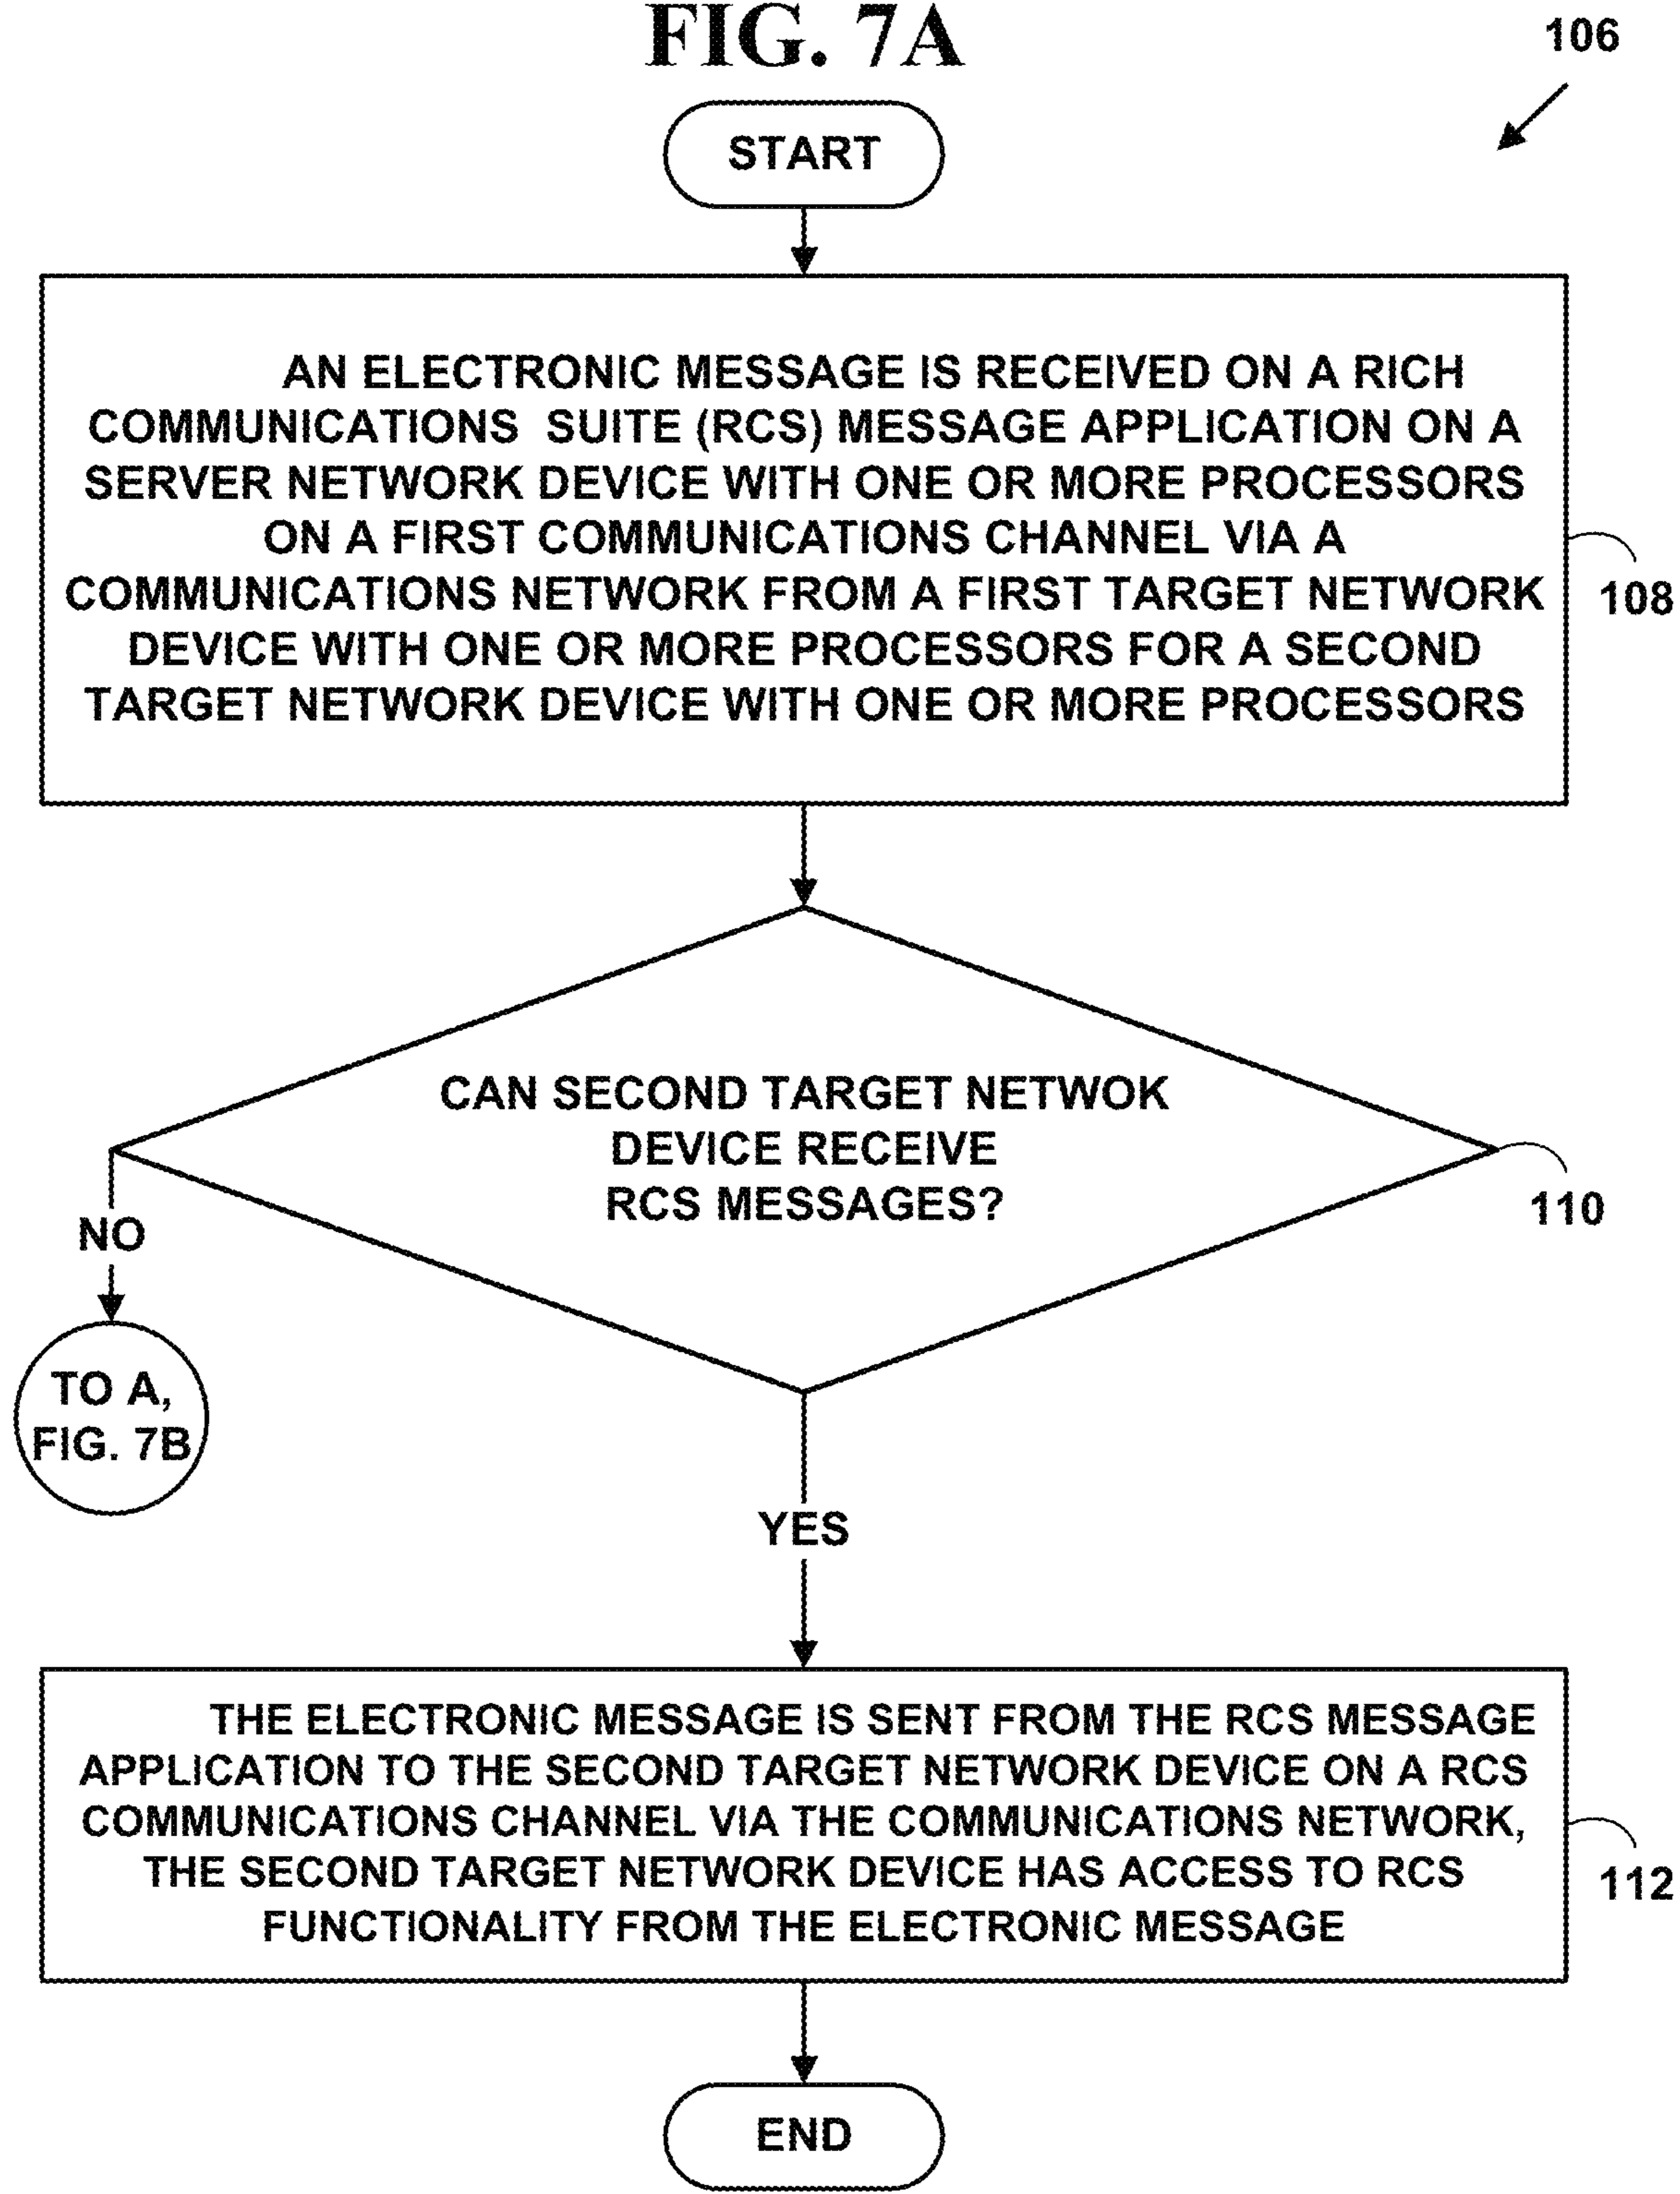 FIG. 7A
106
START
AN ELECTRONIC MESSAGE IS RECEIVED ON A RICH
COMMUNICATIONS SUITE (RCS) MESSAGE APPLICATION ON A
SERVER NETWORK DEVICE WITH ONE OR MORE PROCESSORS
ON A FIRST COMMUNICATIONS CHANNEL VIA A
COMMUNICATIONS NETWORK FROM A FIRST TARGET NETWORK
DEVICE WITH ONE OR MORE PROCESSORS FOR A SECOND
TARGET NETWORK DEVICE WITH ONE OR MORE PROCESSORS
108
CAN SECOND TARGET NETWOK
DEVICE RECEIVE
RCS MESSAGES?
110
NO
TO A,
FIG. 7B
YES
THE ELECTRONIC MESSAGE IS SENT FROM THE RCS MESSAGE
APPLICATION TO THE SECOND TARGET NETWORK DEVICE ON A RCS
COMMUNICATIONS CHANNEL VIA THE COMMUNICATIONS NETWORK,
THE SECOND TARGET NETWORK DEVICE HAS ACCESS TO RCS
FUNCTIONALITY FROM THE ELECTRONIC MESSAGE
112
END